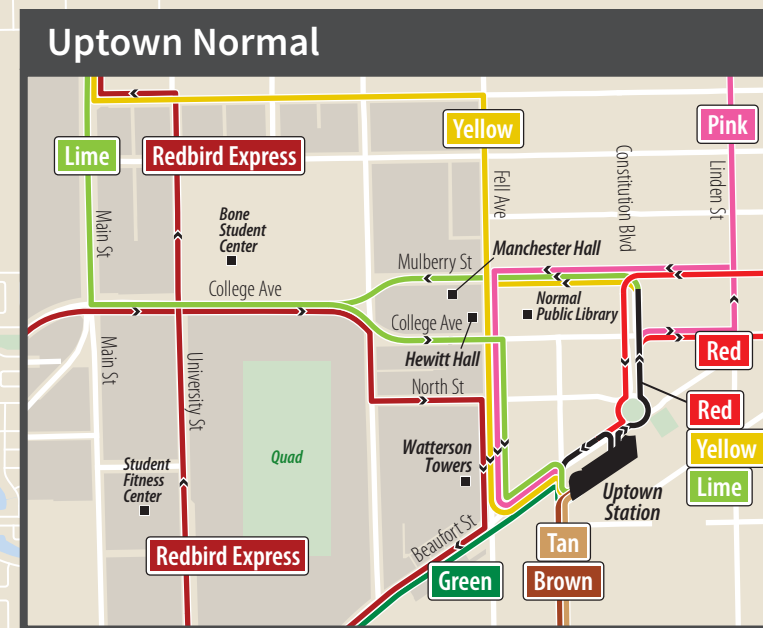 Uptown Normal
Lime
Redbird Express
Yellow
Pink
Main St
Bone
Student
Center
Fell Ave
Constitution Blvd
Linden St
Manchester Hall
Mulberry St
College Ave
Normal
Public Library
College Ave
Hewitt Hall
Main St
University St
North St
Red
Red
Yellow
Lime
Quad
Watterson
Towers
Student
Fitness
Center
Uptown
Station
Beaufort St
Redbird Express
Green
Tan
Brown